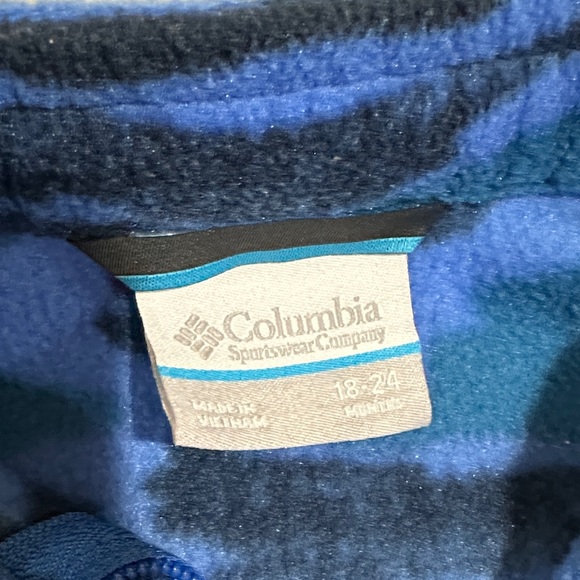 Columbia
Sportswear Company
18-24
MONTHS
MADE IN
VIETNAM